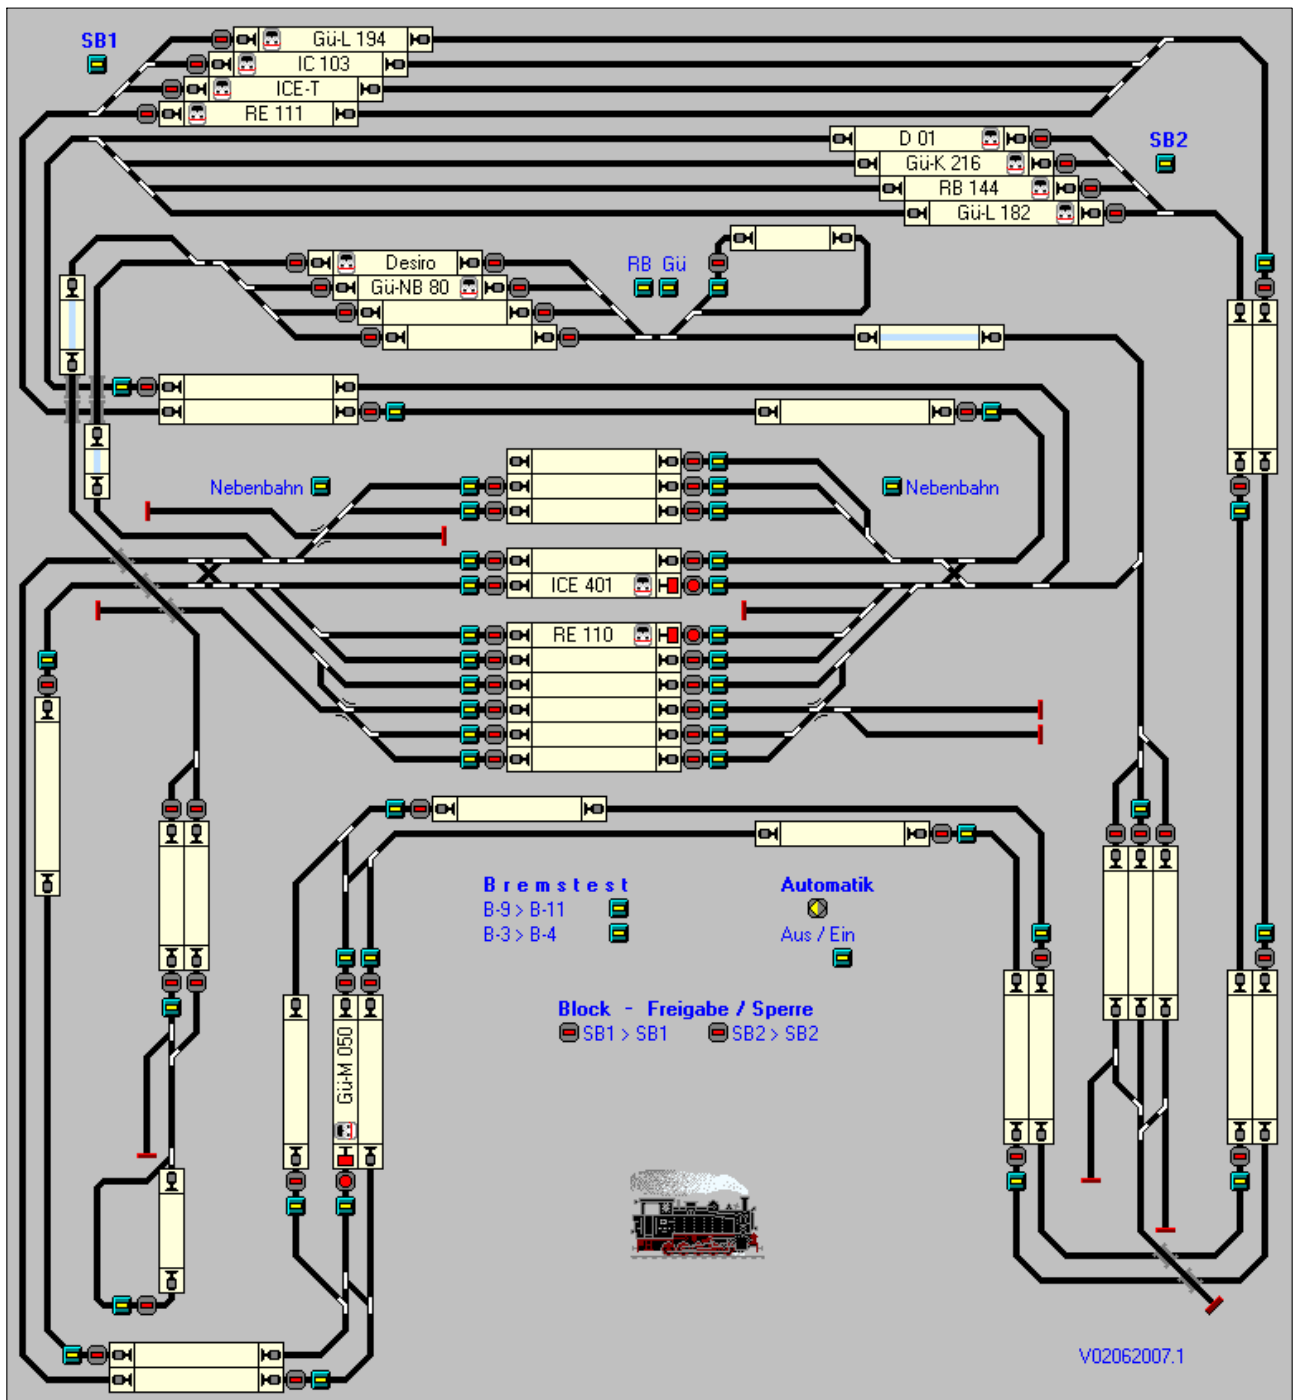 SB1
Gü-L 194
IC 103
ICE-T
RE 111
D 01
SB2
Gü-K 216
RB 144
Gü-L 182
Desiro
RB Gü
Gü-NB 80
Nebenbahn
Nebenbahn
ICE 401
RE 110
Bremstest
Automatik
B-9 > B-11
B-3 > B-4
Aus / Ein
Block - Freigabe / Sperre
SB1 > SB1
SB2 > SB2
Gü-M 050
V02062007.1